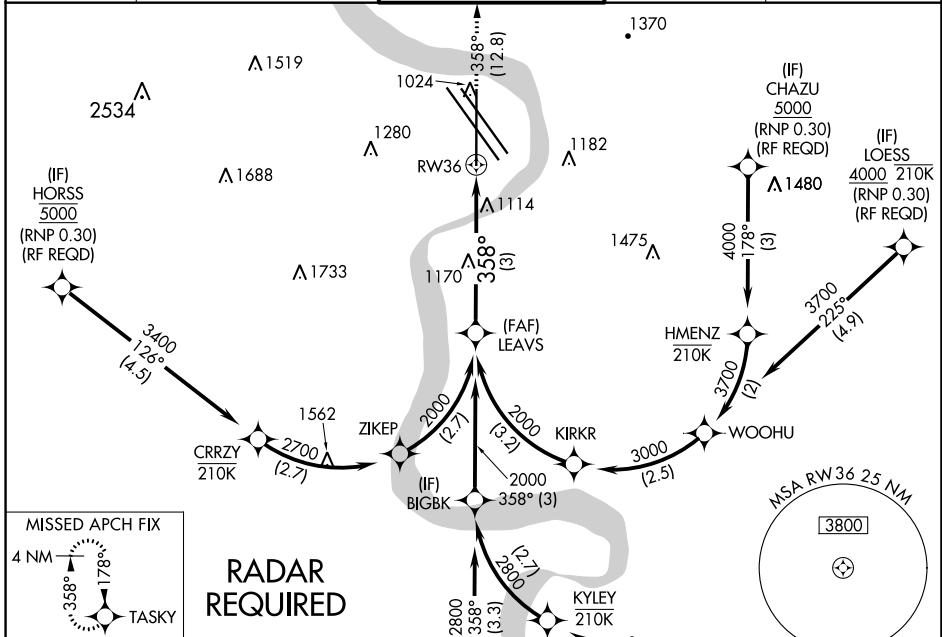 1370
1519
358°
(12.8)
1024
2534
(IF)
CHAZU
5000
(RNP 0.30)
(RF REQD)
1280
1182
(IF)
LOESS
4000 210K
(RNP 0.30)
(RF REQD)
RW36
1688
1480
(IF)
HORSS
5000
(RNP 0.30)
(RF REQD)
1114
4000
178°
(3)
358°
(3)
1475
1170
1733
3700
225°
(4.9)
3400
126°
(4.5)
(FAF)
LEAVS
HMENZ
210K
3700
(2)
2000
(2.7)
2000
(3.2)
1562
ZIKEP
KIRKR
WOOHU
CRRZY
210K
2700
(2.7)
3000
(2.5)
(IF)
BIGBK
2000
358° (3)
MSA RW36 25 NM
3800
MISSED APCH FIX
4 NM
358°
178°
TASKY
RADAR
REQUIRED
(2.7)
2800
2800
358°
(3.3)
KYLEY
210K